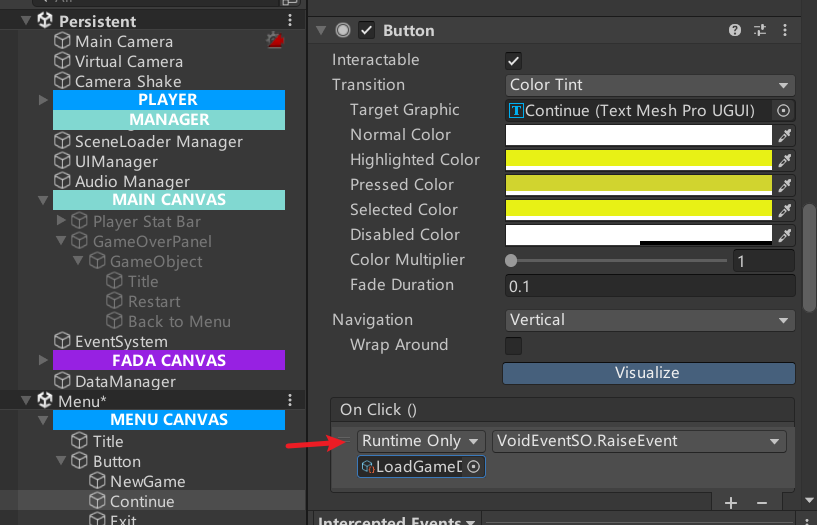 Persistent
Main Camera
Virtual Camera
Camera Shake
PLAYER
MANAGER
SceneLoader Manager
UIManager
Audio Manager
MAIN CANVAS
Player Stat Bar
GameOverPanel
GameObject
Title
Restart
Back to Menu
EventSystem
FADA CANVAS
DataManager
Menu*
MENU CANVAS
Title
Button
NewGame
Continue
Exit
Button
Interactable
Transition Color Tint
Target Graphic Continue (Text Mesh Pro UGUI)
Normal Color
Highlighted Color
Pressed Color
Selected Color
Disabled Color
Color Multiplier 1
Fade Duration 0.1
Navigation Vertical
Wrap Around
Visualize
On Click ()
Runtime Only VoidEventSO.RaiseEvent
LoadGameD
Intercepted Events